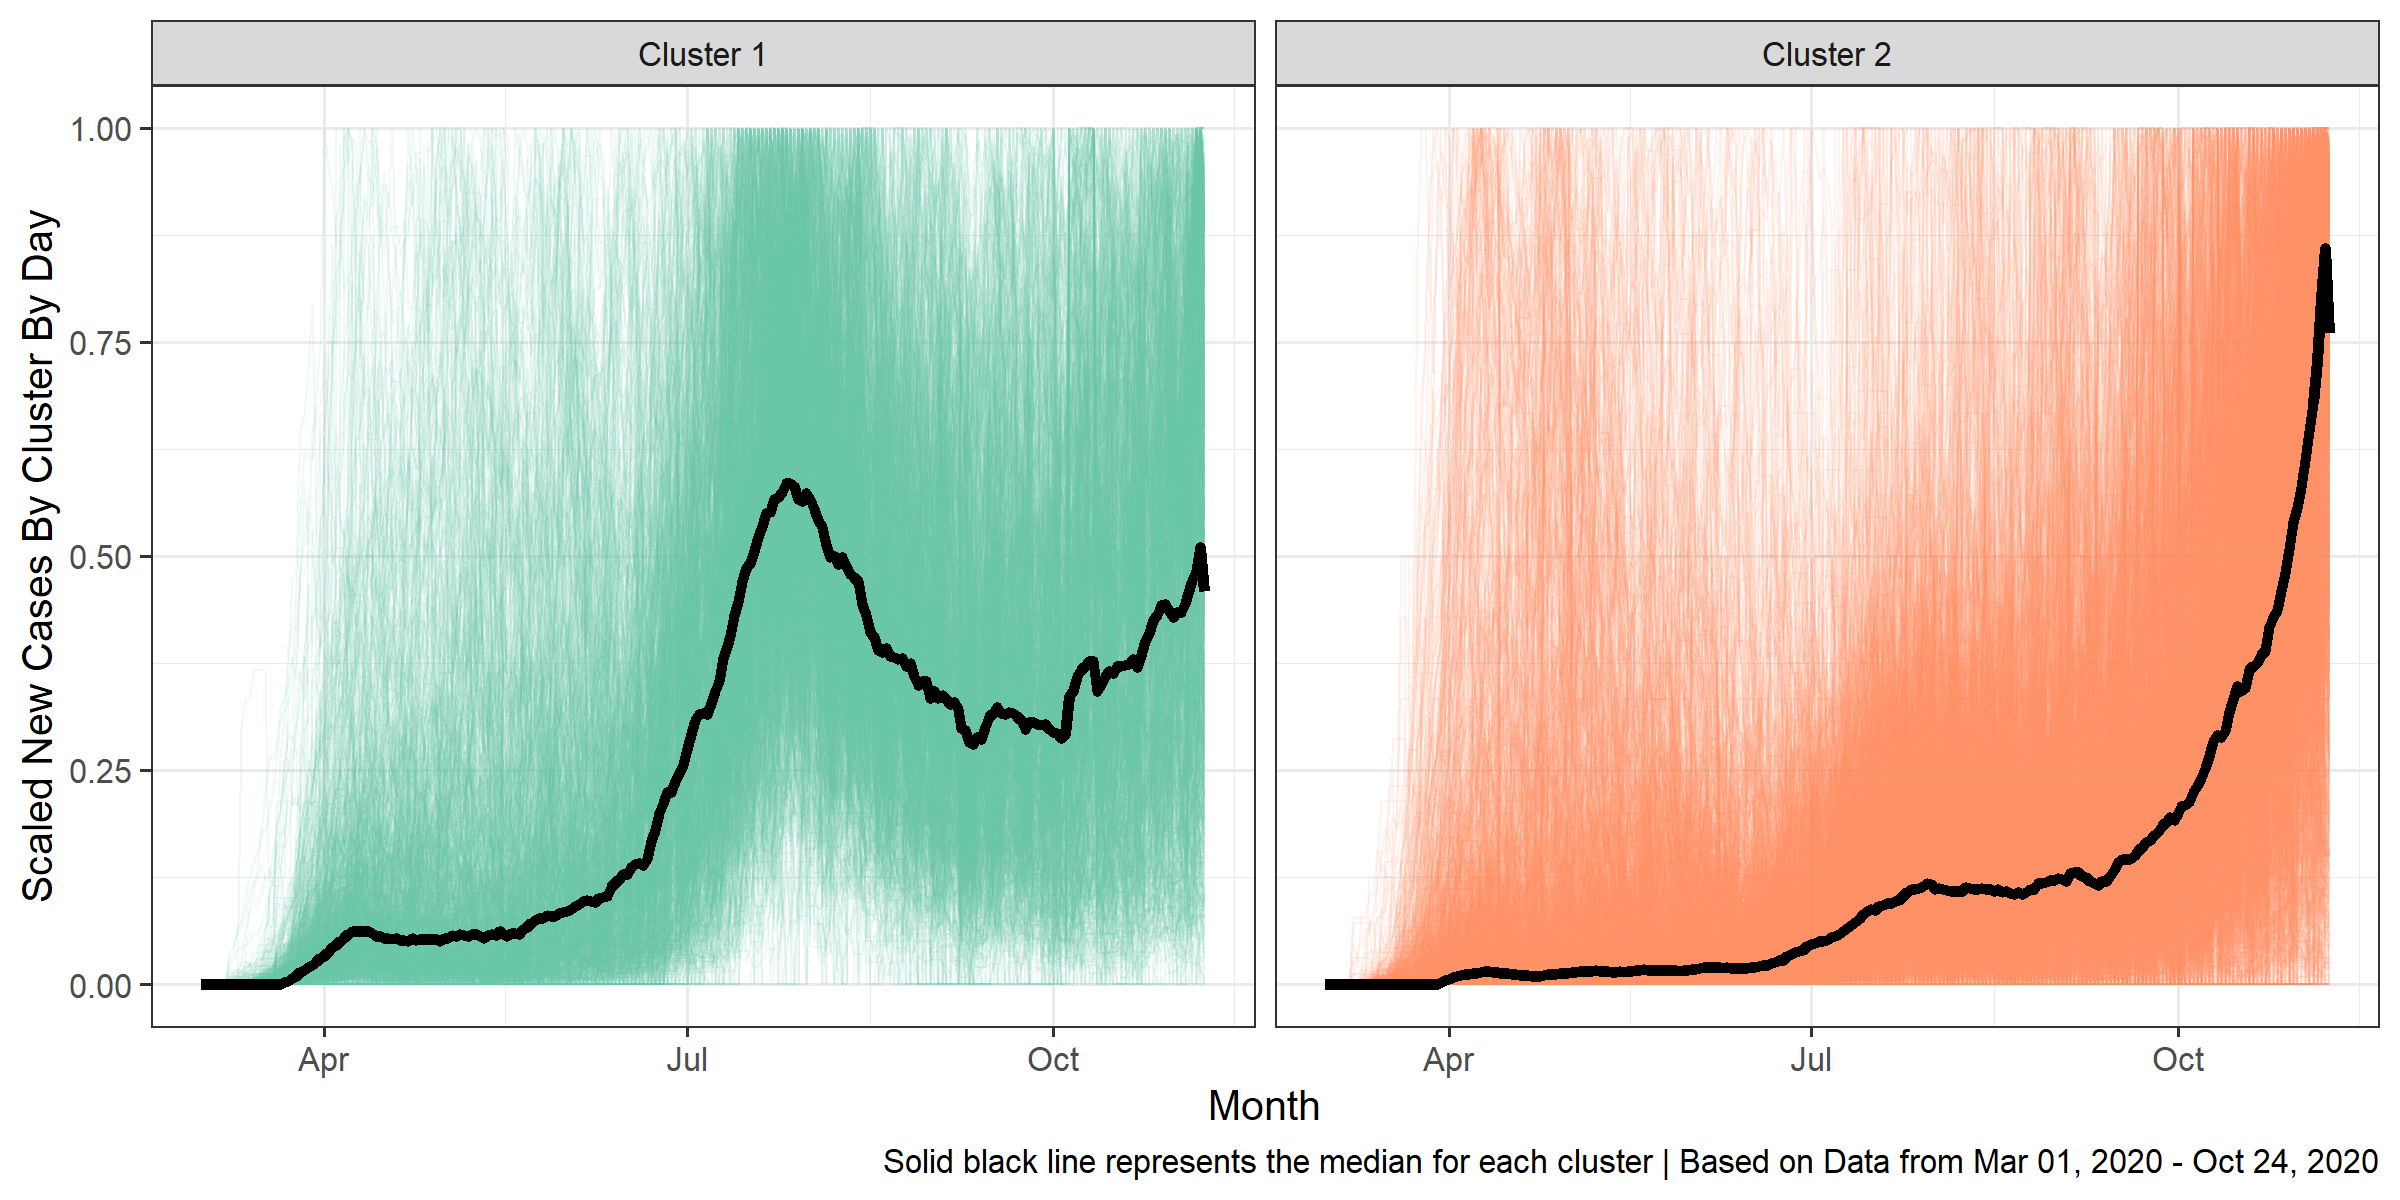 Cluster 1
Cluster 2
Scaled New Cases By Cluster By Day
1.00
0.75
0.50
0.25
0.00
Apr
Jul
Oct
Apr
Jul
Oct
Month
Solid black line represents the median for each cluster | Based on Data from Mar 01, 2020 - Oct 24, 2020